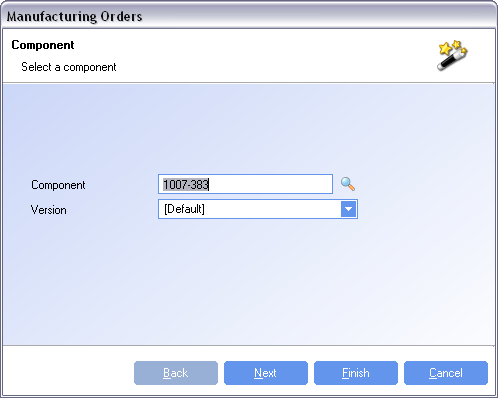 Manufacturing Orders
Component
Select a component
Component 1007-383
Version [Default]
Back Next Finish Cancel